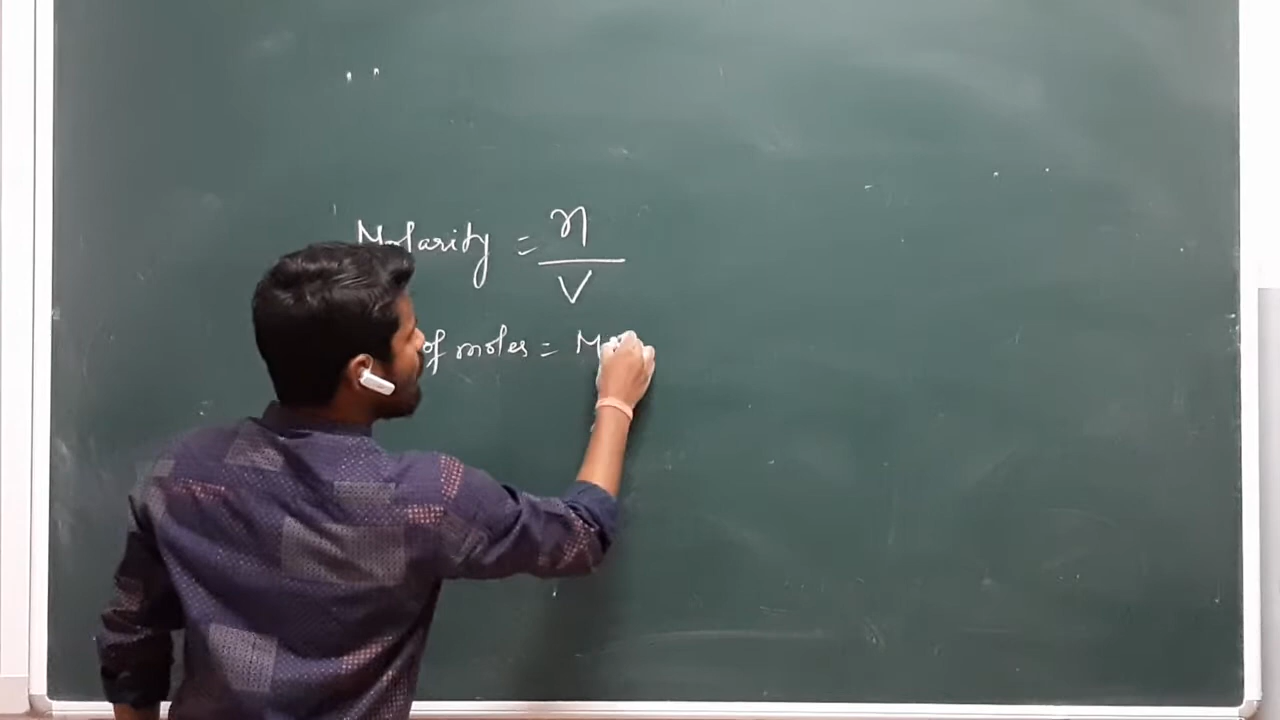 Molarity = n / V
of moles = M